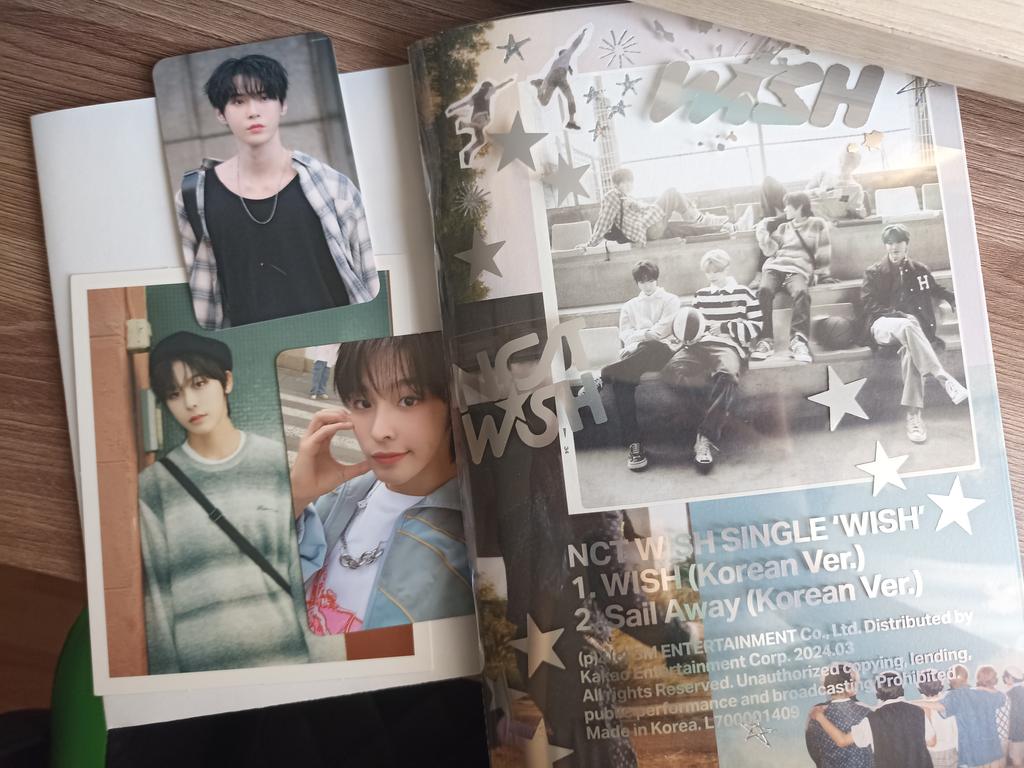 WISH
NCT
WISH
H
NCT WISH SINGLE 'WISH'
1. WISH (Korean Ver.)
2. Sail Away (Korean Ver.)
(p) SM ENTERTAINMENT Co., Ltd. Distributed by
Kakao Entertainment Corp. 2024.03
All rights Reserved. Unauthorized copying, lending,
public performance and broadcasting Prohibited.
Made in Korea. L700001409